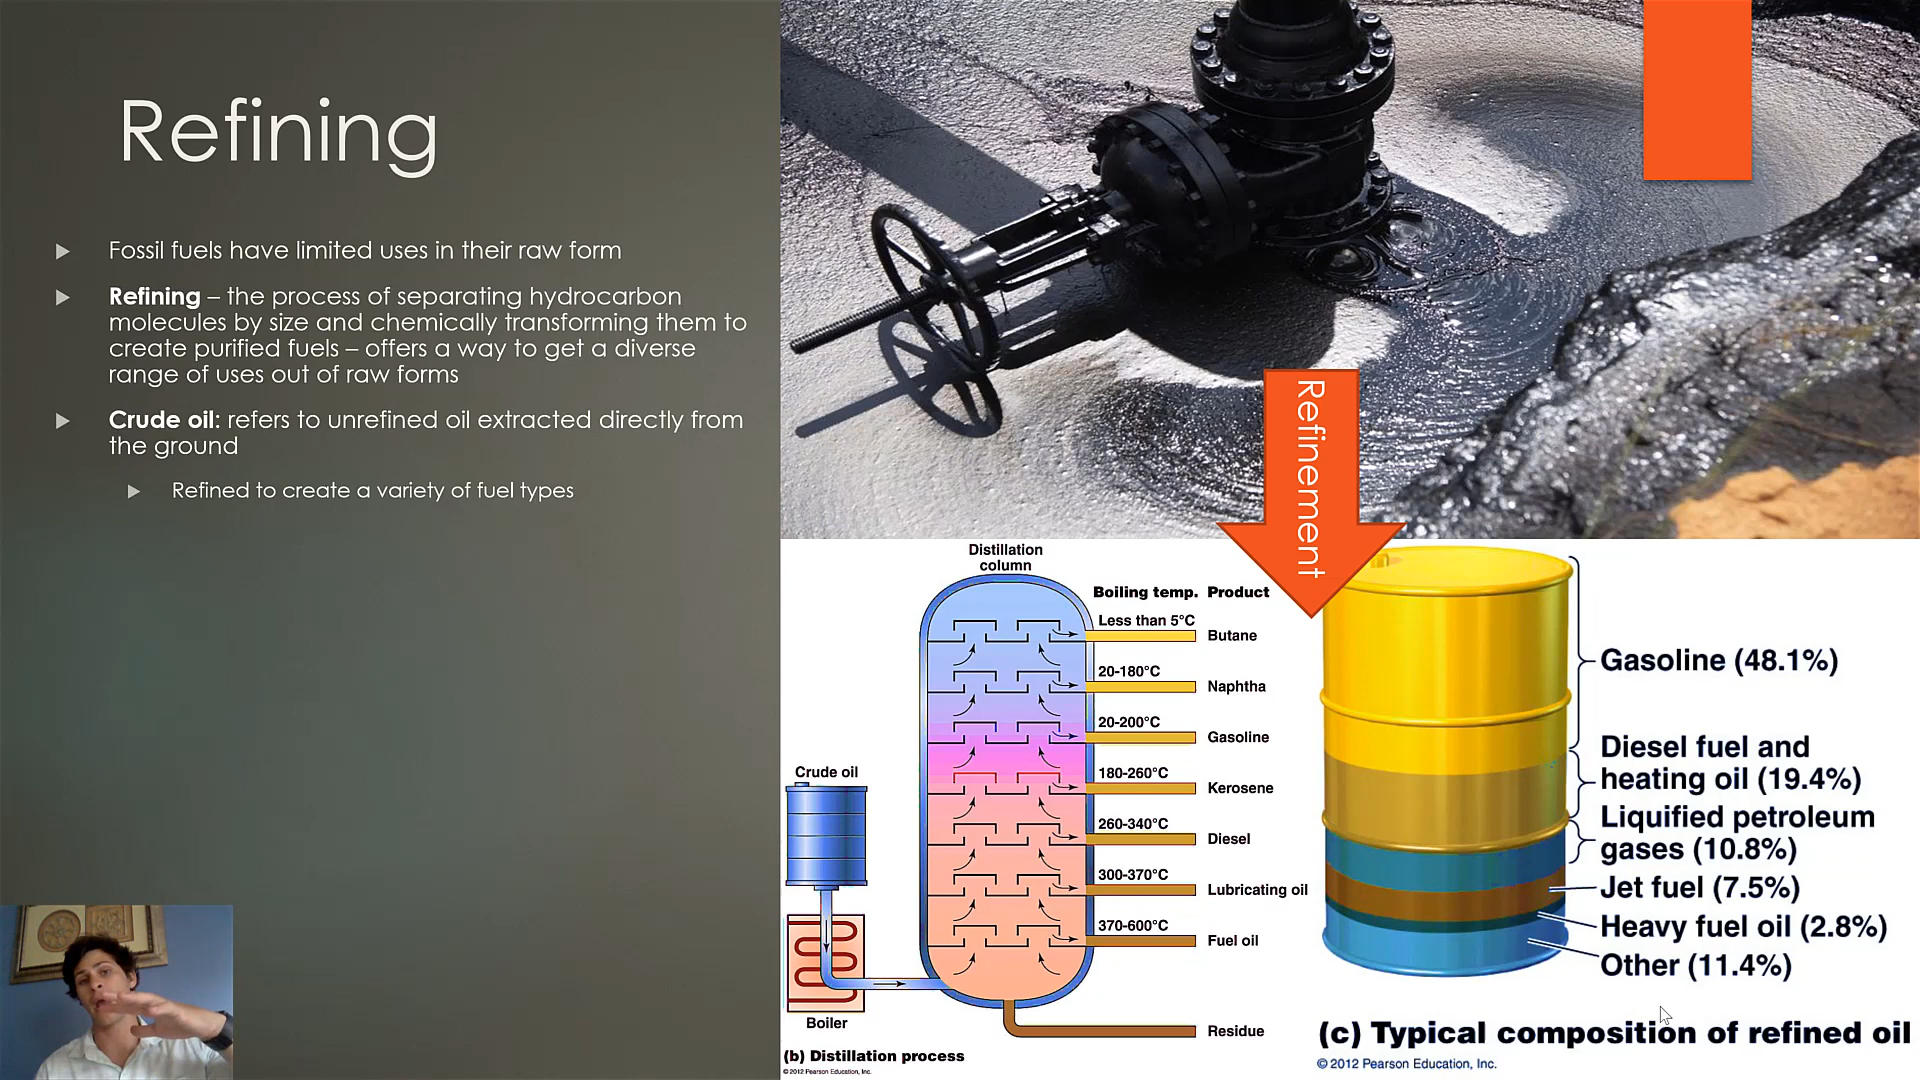 Refining
Fossil fuels have limited uses in their raw form
Refining – the process of separating hydrocarbon
molecules by size and chemically transforming them to
create purified fuels – offers a way to get a diverse
range of uses out of raw forms
Crude oil: refers to unrefined oil extracted directly from
the ground
Refined to create a variety of fuel types
Refinement
Distillation
column
Boiling temp. Product
Less than 5°C
Butane
20-180°C
Naphtha
20-200°C
Gasoline
180-260°C
Kerosene
260-340°C
Diesel
300-370°C
Lubricating oil
370-600°C
Fuel oil
Residue
Crude oil
Boiler
(b) Distillation process
© 2012 Pearson Education, Inc.
Gasoline (48.1%)
Diesel fuel and
heating oil (19.4%)
Liquified petroleum
gases (10.8%)
Jet fuel (7.5%)
Heavy fuel oil (2.8%)
Other (11.4%)
(c) Typical composition of refined oil
© 2012 Pearson Education, Inc.